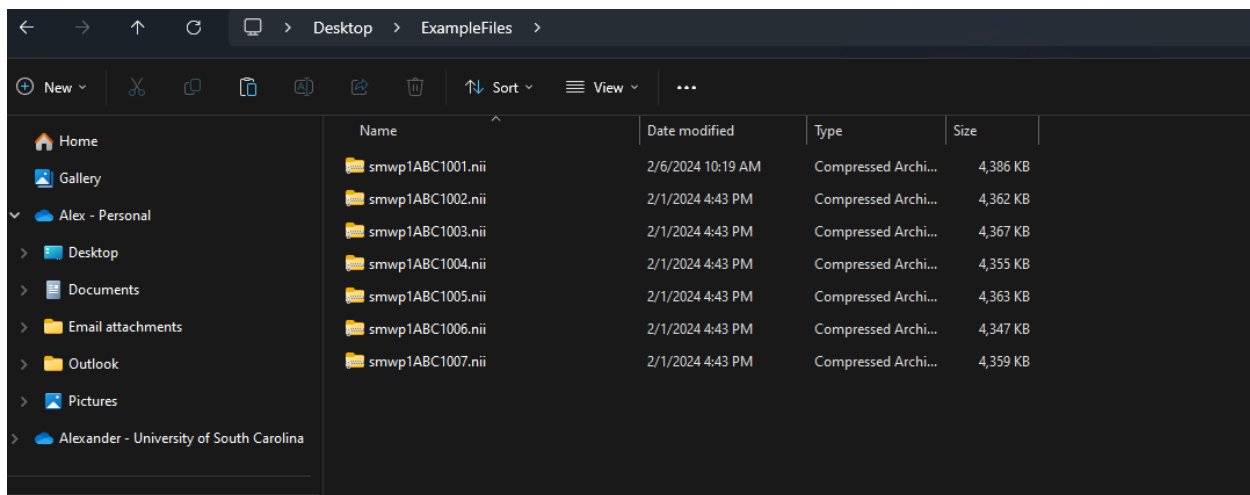 Desktop > ExampleFiles >
New Sort View ...
Name Date modified Type Size
Home
Gallery
Alex - Personal
Desktop
Documents
Email attachments
Outlook
Pictures
Alexander - University of South Carolina
smwp1ABC1001.nii 2/6/2024 10:19 AM Compressed Archi... 4,386 KB
smwp1ABC1002.nii 2/1/2024 4:43 PM Compressed Archi... 4,362 KB
smwp1ABC1003.nii 2/1/2024 4:43 PM Compressed Archi... 4,367 KB
smwp1ABC1004.nii 2/1/2024 4:43 PM Compressed Archi... 4,355 KB
smwp1ABC1005.nii 2/1/2024 4:43 PM Compressed Archi... 4,363 KB
smwp1ABC1006.nii 2/1/2024 4:43 PM Compressed Archi... 4,347 KB
smwp1ABC1007.nii 2/1/2024 4:43 PM Compressed Archi... 4,359 KB